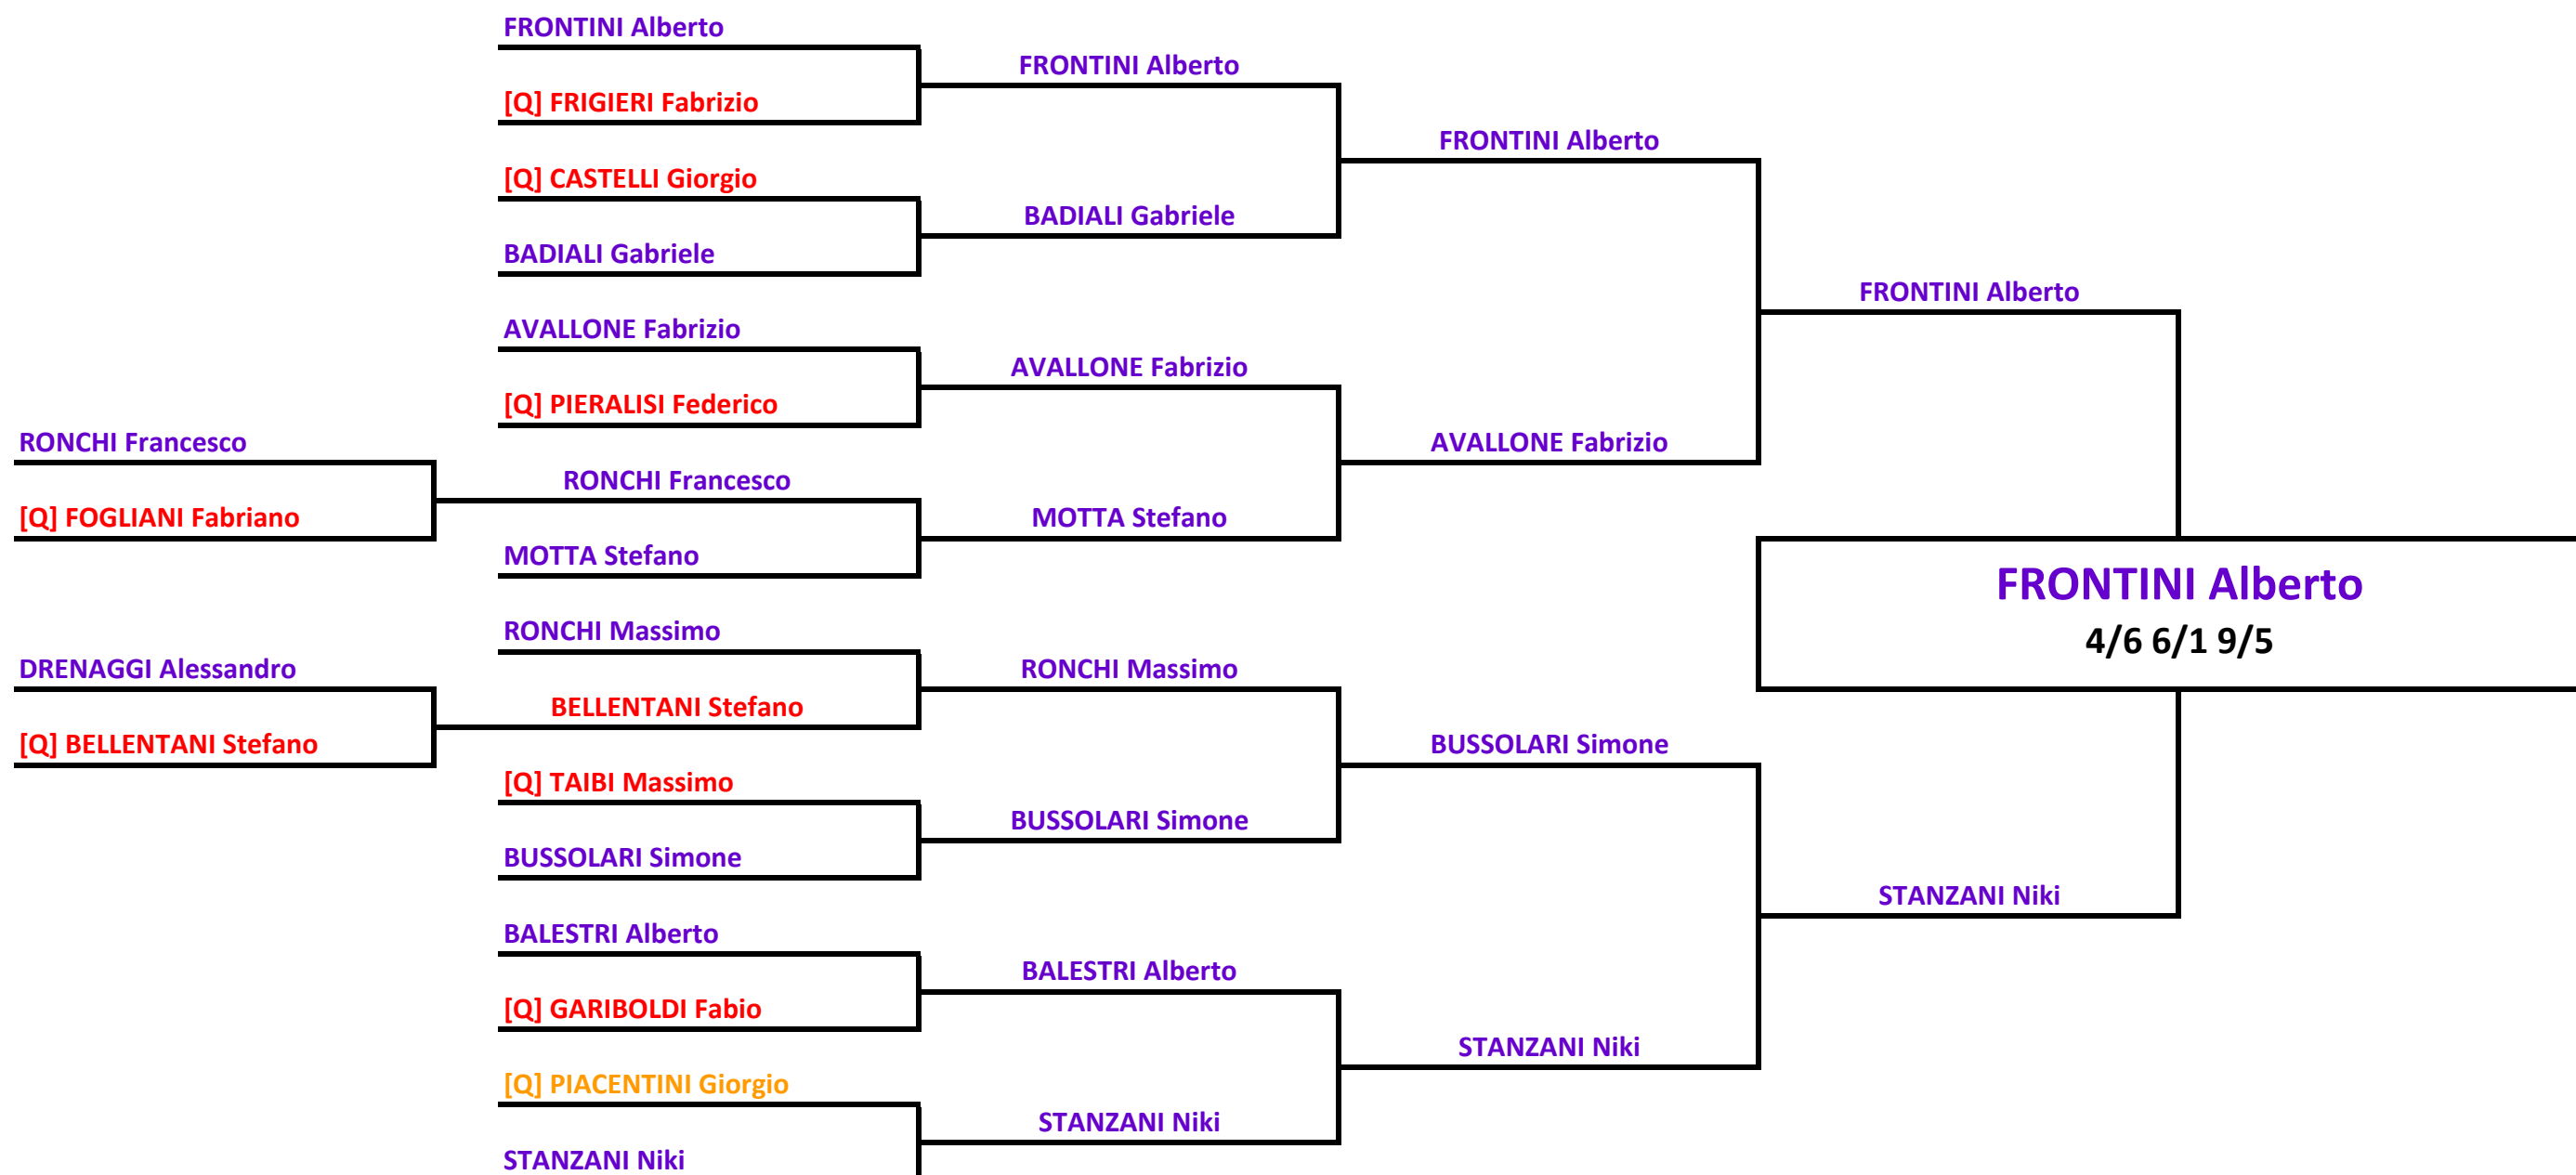 FRONTINI Alberto
FRONTINI Alberto
[Q] FRIGIERI Fabrizio
FRONTINI Alberto
[Q] CASTELLI Giorgio
BADIALI Gabriele
BADIALI Gabriele
FRONTINI Alberto
AVALLONE Fabrizio
AVALLONE Fabrizio
[Q] PIERALISI Federico
RONCHI Francesco
AVALLONE Fabrizio
RONCHI Francesco
[Q] FOGLIANI Fabriano
MOTTA Stefano
MOTTA Stefano
FRONTINI Alberto
4/6 6/1 9/5
RONCHI Massimo
DRENAGGI Alessandro
RONCHI Massimo
BELLENTANI Stefano
[Q] BELLENTANI Stefano
BUSSOLARI Simone
[Q] TAIBI Massimo
BUSSOLARI Simone
BUSSOLARI Simone
STANZANI Niki
BALESTRI Alberto
BALESTRI Alberto
[Q] GARIBOLDI Fabio
STANZANI Niki
[Q] PIACENTINI Giorgio
STANZANI Niki
STANZANI Niki